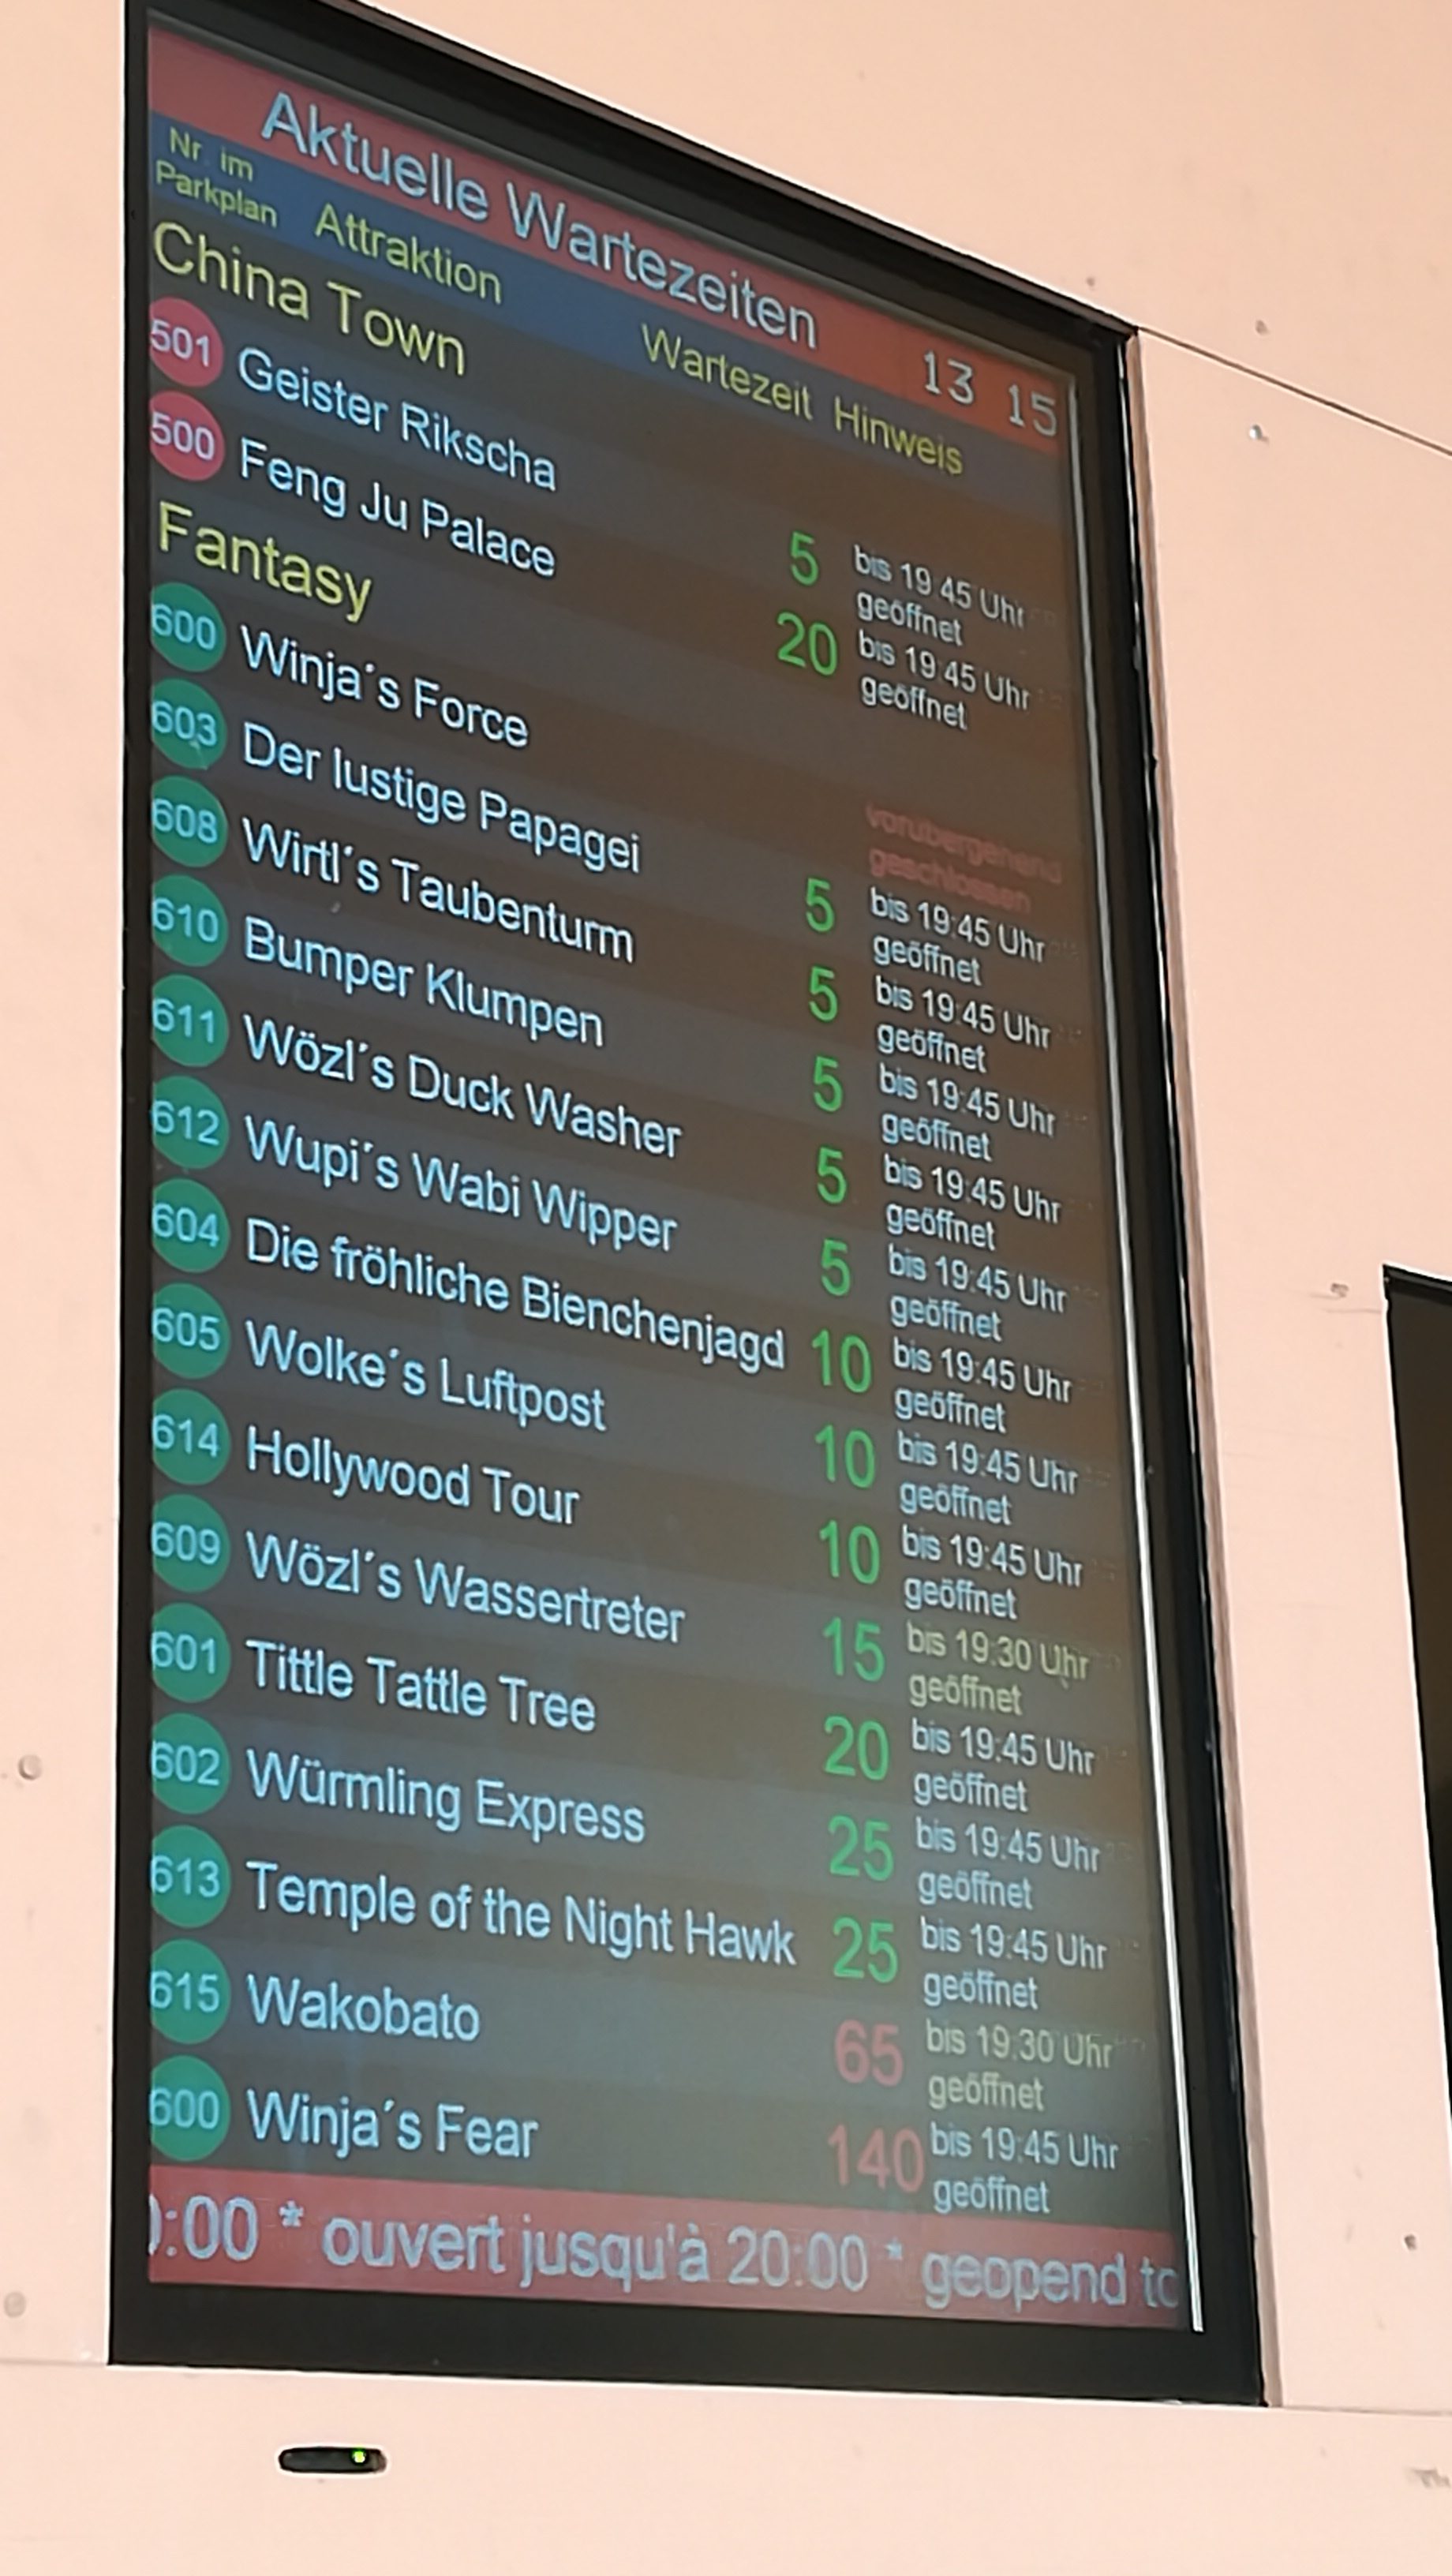 Aktuelle Wartezeiten 13 15
Nr im
Parkplan Attraktion Wartezeit Hinweis
China Town
501 Geister Rikscha 5 bis 19 45 Uhr
geöffnet
500 Feng Ju Palace 20 bis 19:45 Uhr
geöffnet
Fantasy
600 Winja´s Force vorübergehend
geschlossen
603 Der lustige Papagei 5 bis 19:45 Uhr
geöffnet
608 Wirtl´s Taubenturm 5 bis 19:45 Uhr
geöffnet
610 Bumper Klumpen 5 bis 19:45 Uhr
geöffnet
611 Wözl´s Duck Washer 5 bis 19:45 Uhr
geöffnet
612 Wupi´s Wabi Wipper 5 bis 19:45 Uhr
geöffnet
604 Die fröhliche Bienchenjagd 10 bis 19:45 Uhr
geöffnet
605 Wolke´s Luftpost 10 bis 19:45 Uhr
geöffnet
614 Hollywood Tour 10 bis 19:45 Uhr
geöffnet
609 Wözl´s Wassertreter 15 bis 19:30 Uhr
geöffnet
601 Tittle Tattle Tree 20 bis 19:45 Uhr
geöffnet
602 Würmling Express 25 bis 19:45 Uhr
geöffnet
613 Temple of the Night Hawk 25 bis 19:45 Uhr
geöffnet
615 Wakobato 65 bis 19:30 Uhr
geöffnet
600 Winja´s Fear 140 bis 19:45 Uhr
geöffnet
:00 * ouvert jusqu'à 20:00 * geopend to